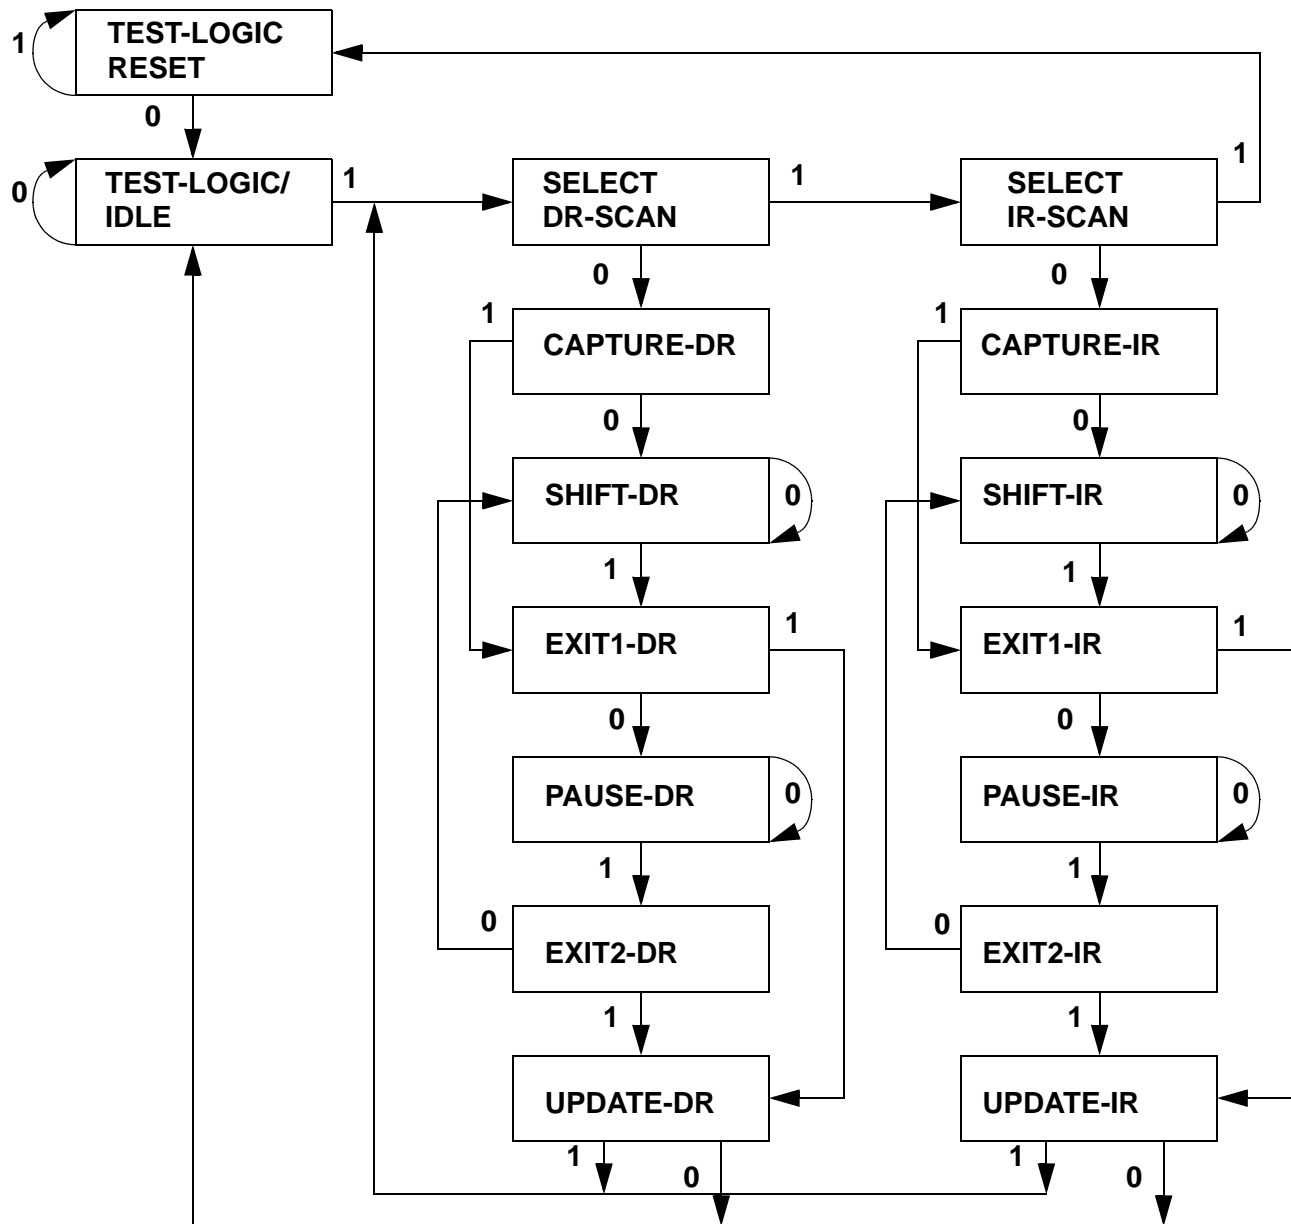 TEST-LOGIC
RESET
1
0
TEST-LOGIC/
IDLE
0
1
SELECT
DR-SCAN
1
SELECT
IR-SCAN
1
0
0
1
CAPTURE-DR
1
CAPTURE-IR
0
0
SHIFT-DR
0
SHIFT-IR
0
1
1
EXIT1-DR
1
EXIT1-IR
1
0
0
PAUSE-DR
0
PAUSE-IR
0
1
1
0
EXIT2-DR
0
EXIT2-IR
1
1
UPDATE-DR
UPDATE-IR
1
0
1
0